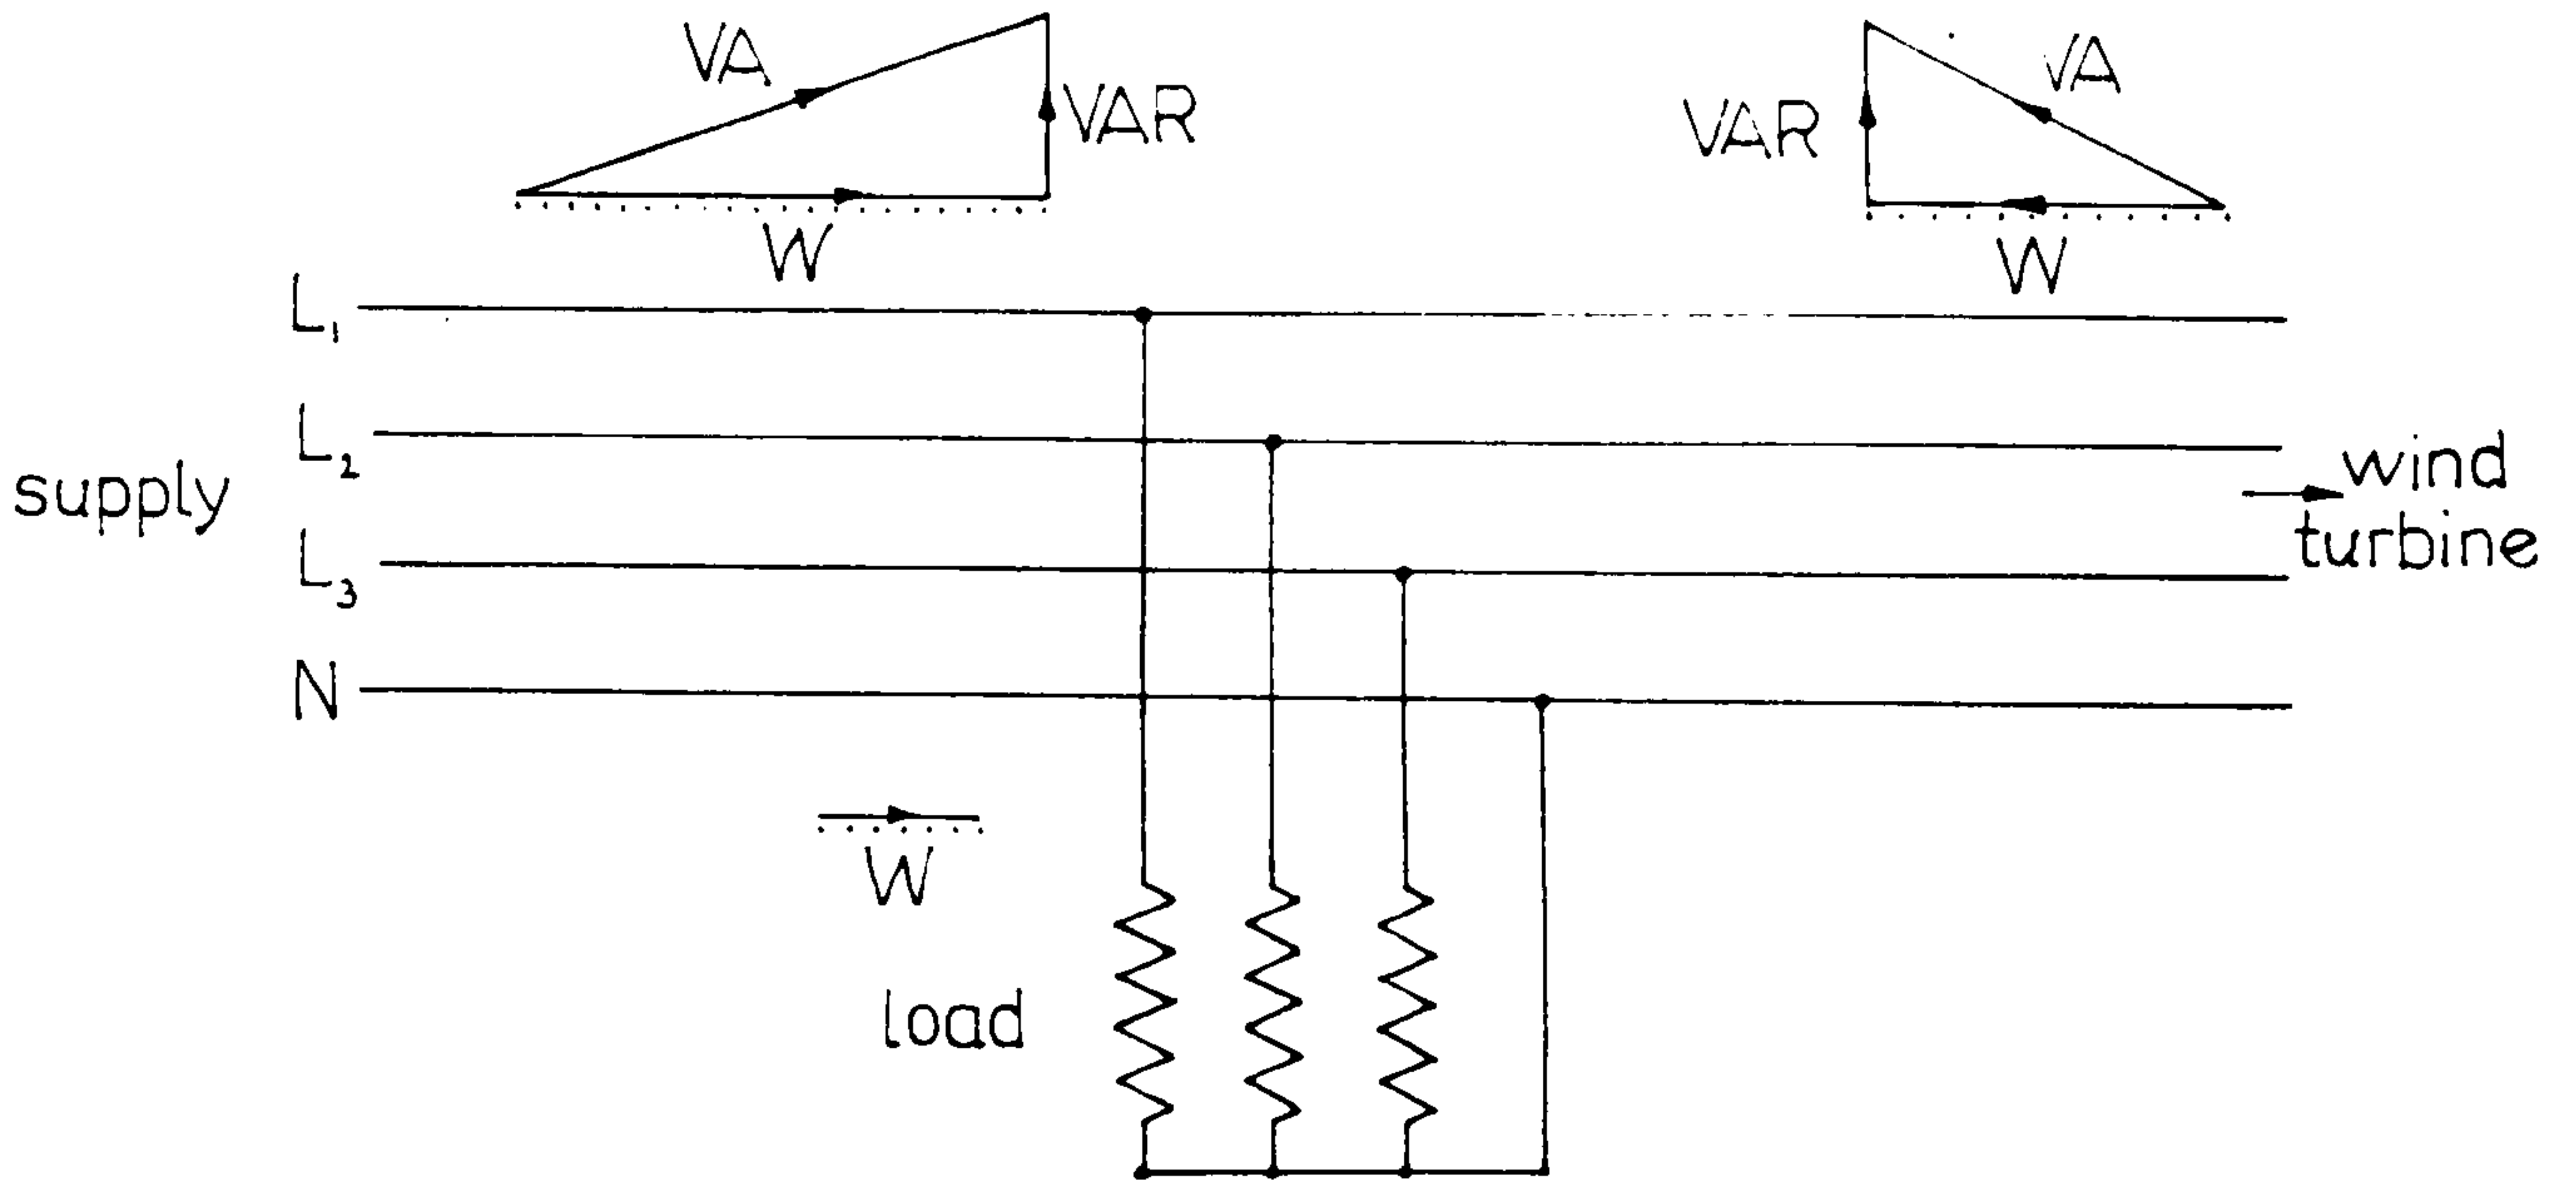 VA
VAR
W
VA
VAR
W
L₁
L₂
L₃
N
supply
wind
turbine
W
load